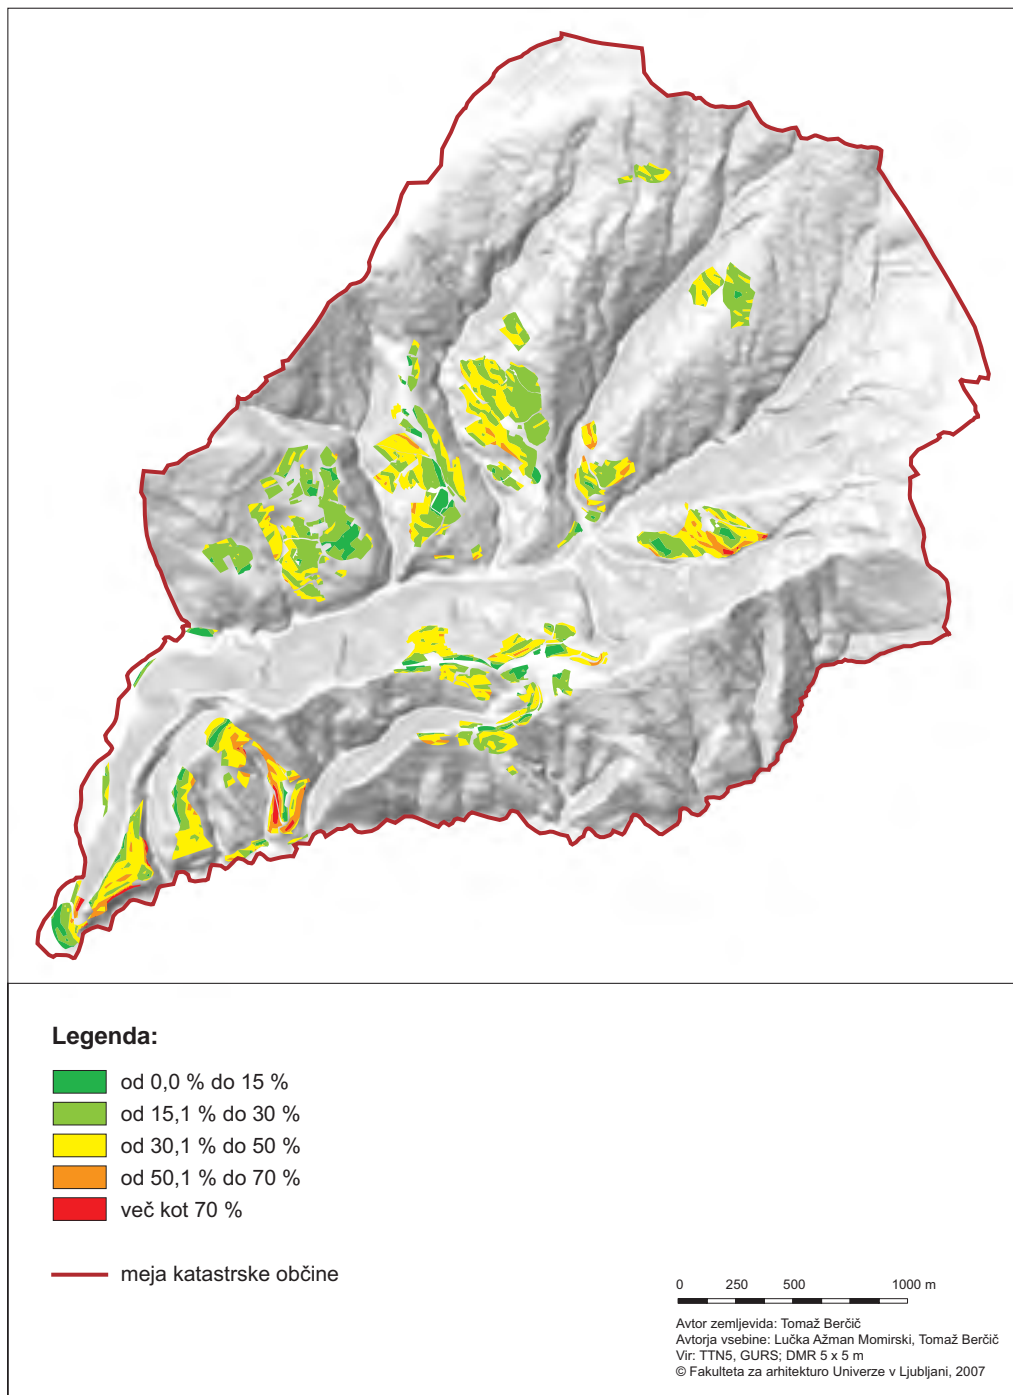 Legenda:
od 0,0 % do 15 %
od 15,1 % do 30 %
od 30,1 % do 50 %
od 50,1 % do 70 %
več kot 70 %
meja katastrske občine
0 250 500 1000 m
Avtor zemljevida: Tomaž Berčič
Avtorja vsebine: Lučka Ažman Momirski, Tomaž Berčič
Vir: TTN5, GURS; DMR 5 x 5 m
© Fakulteta za arhitekturo Univerze v Ljubljani, 2007